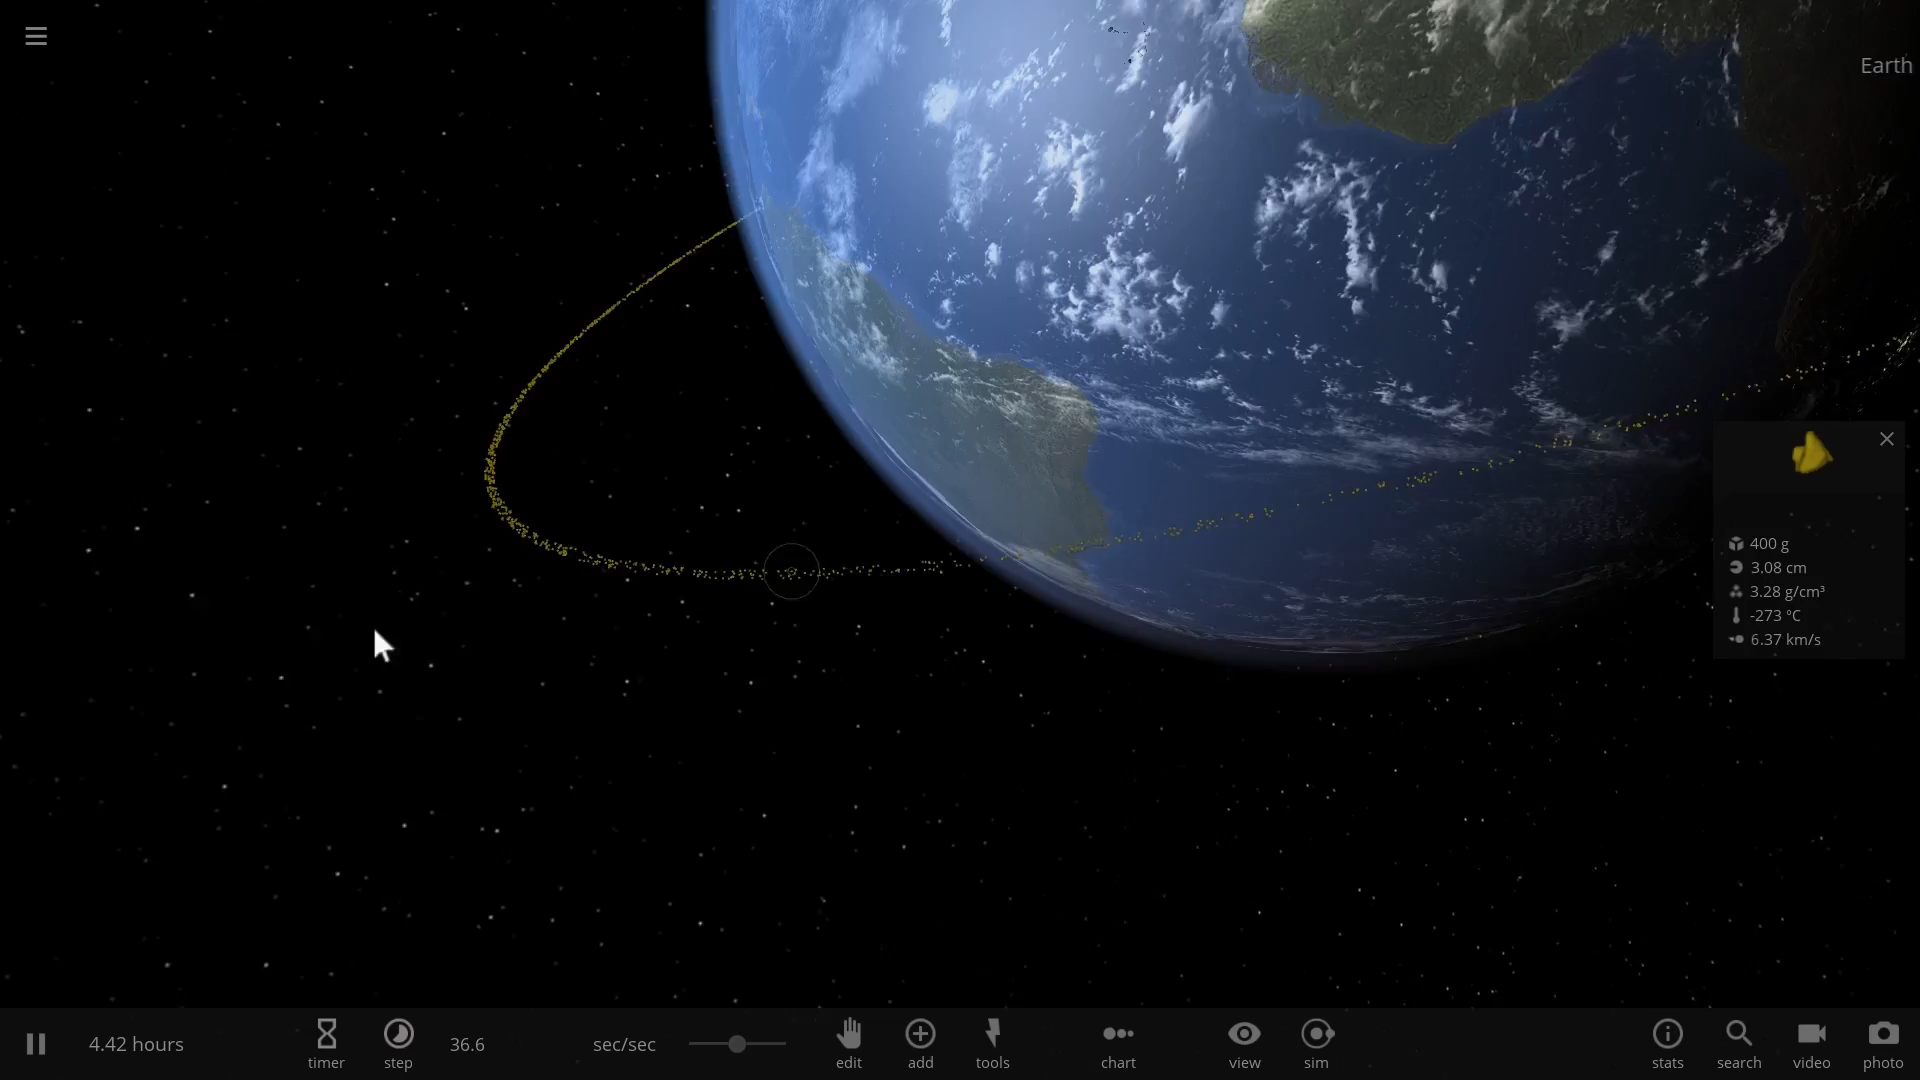 Earth
400 g
3.08 cm
3.28 g/cm³
-273 °C
6.37 km/s
4.42 hours
timer
step
36.6
sec/sec
edit
add
tools
chart
view
sim
stats
search
video
photo